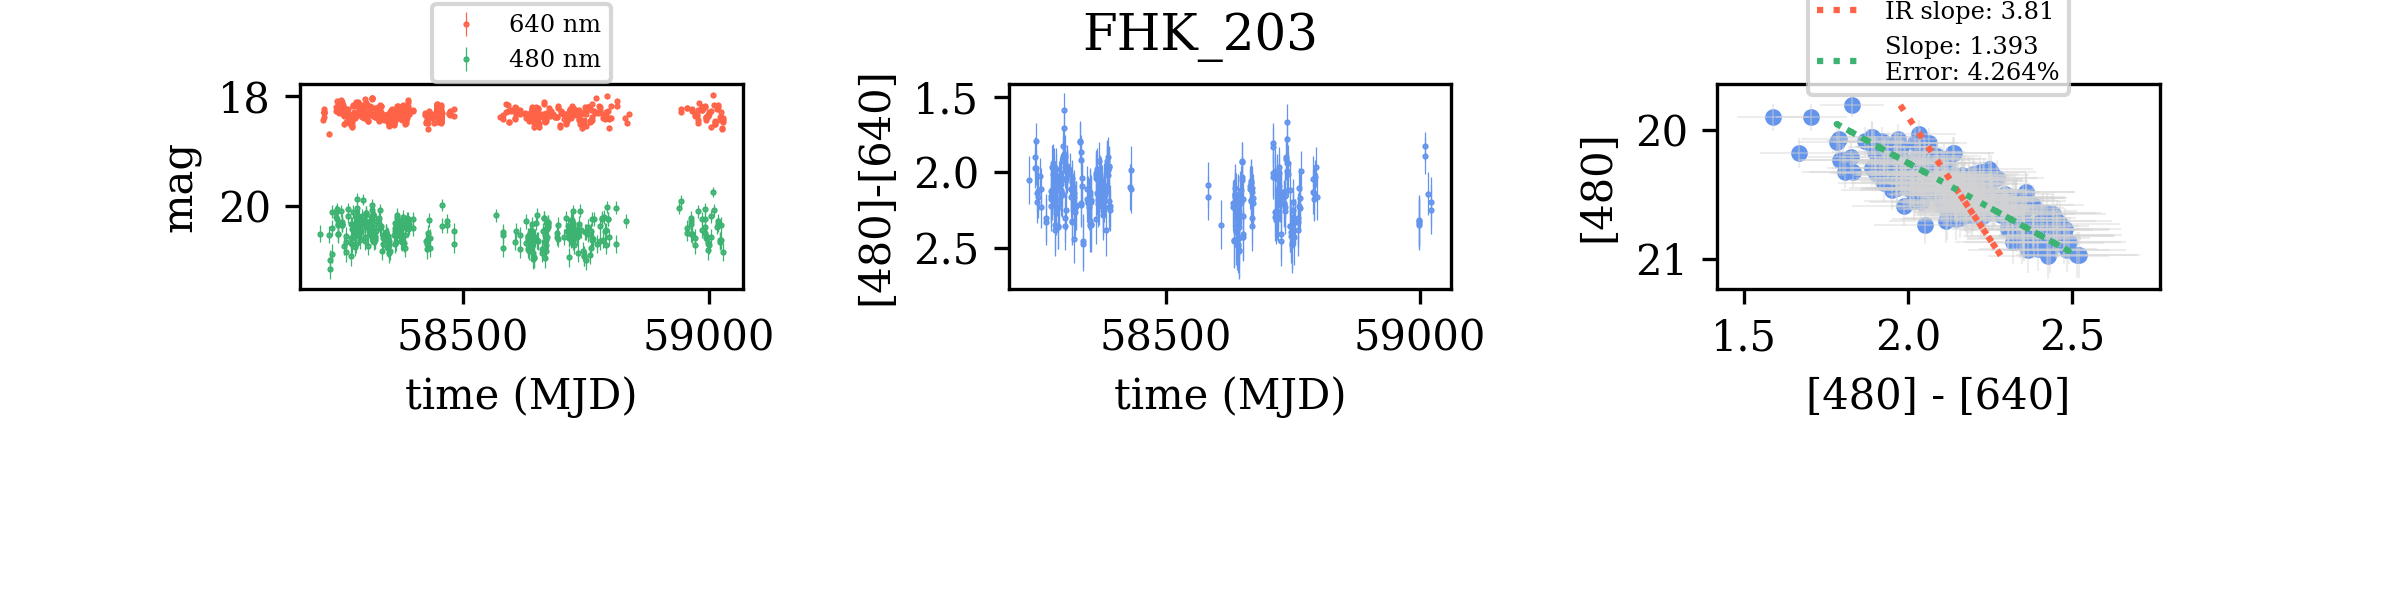 FHK_203
640 nm
480 nm
18
20
mag
58500
59000
time (MJD)
1.5
2.0
2.5
[480]-[640]
58500
59000
time (MJD)
IR slope: 3.81
Slope: 1.393
Error: 4.264%
20
21
[480]
1.5
2.0
2.5
[480] - [640]